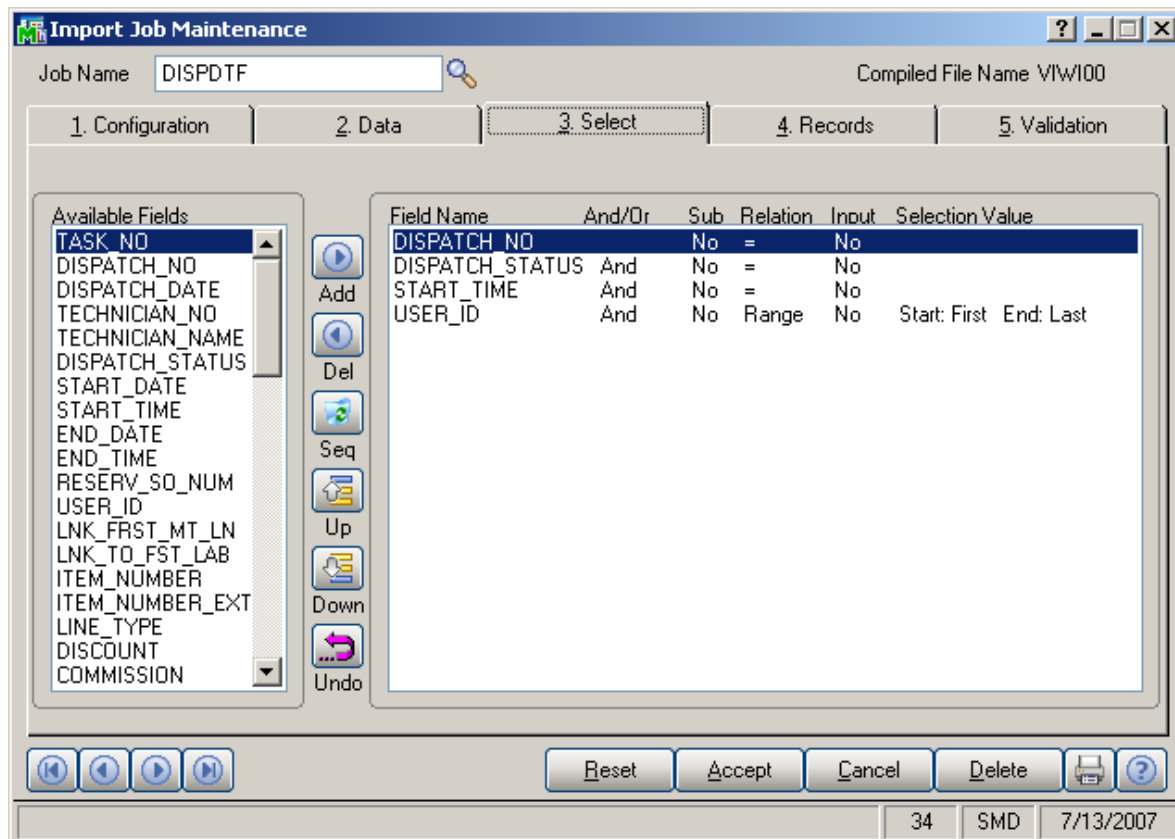 Import Job Maintenance
Job Name DISPDTF Compiled File Name VIWI00
1. Configuration 2. Data 3. Select 4. Records 5. Validation
Available Fields
TASK_NO
DISPATCH_NO
DISPATCH_DATE
TECHNICIAN_NO
TECHNICIAN_NAME
DISPATCH_STATUS
START_DATE
START_TIME
END_DATE
END_TIME
RESERV_SO_NUM
USER_ID
LNK_FRST_MT_LN
LNK_TO_FST_LAB
ITEM_NUMBER
ITEM_NUMBER_EXT
LINE_TYPE
DISCOUNT
COMMISSION
Add
Del
Seq
Up
Down
Undo
Field Name And/Or Sub Relation Input Selection Value
DISPATCH_NO No = No
DISPATCH_STATUS And No = No
START_TIME And No = No
USER_ID And No Range No Start: First End: Last
Reset Accept Cancel Delete
34 SMD 7/13/2007